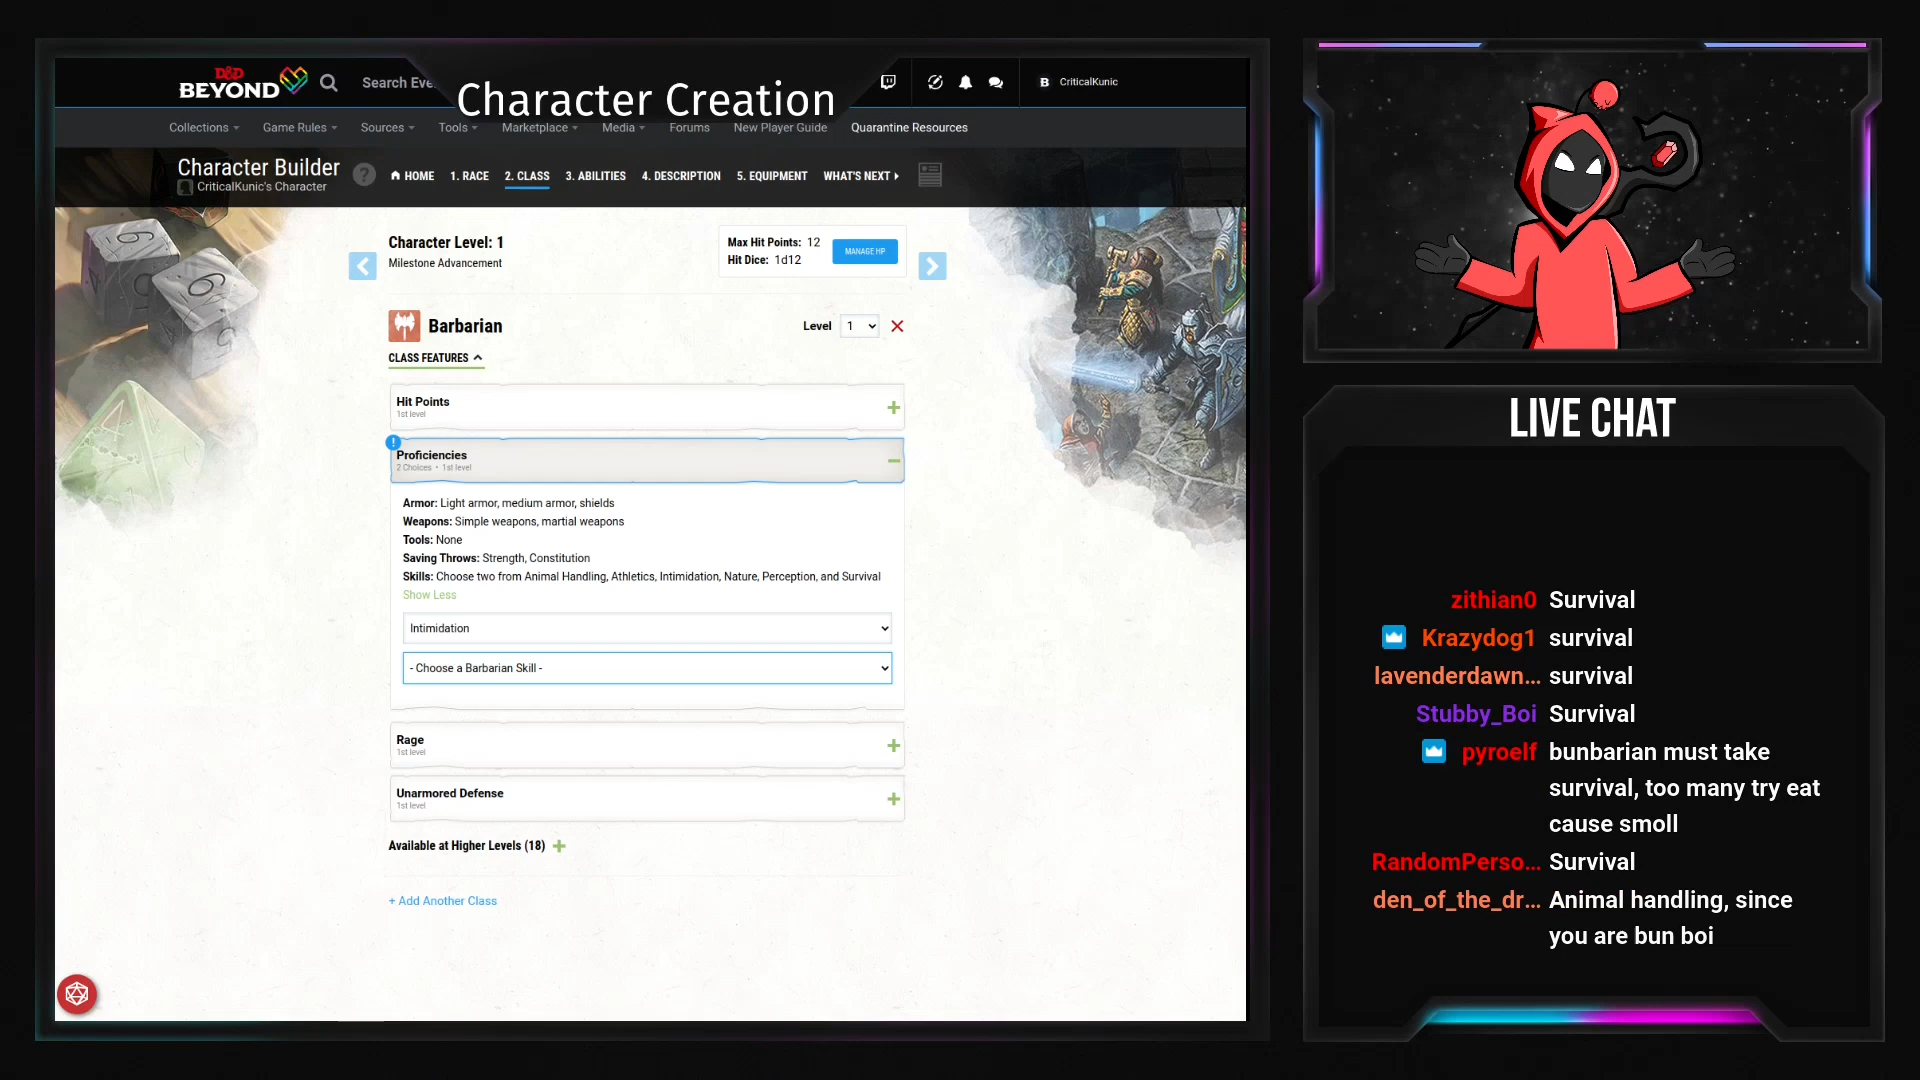 D&D
BEYOND
Search Eve
Character Creation
B CriticalKunic
Collections Game Rules Sources Tools Marketplace Media Forums New Player Guide Quarantine Resources
Character Builder
CriticalKunic's Character
? HOME 1. RACE 2. CLASS 3. ABILITIES 4. DESCRIPTION 5. EQUIPMENT WHAT'S NEXT
Character Level: 1
Milestone Advancement
Max Hit Points: 12
Hit Dice: 1d12
MANAGE HP
Barbarian
Level 1
CLASS FEATURES
Hit Points
1st level
!
Proficiencies
2 Choices • 1st level
Armor: Light armor, medium armor, shields
Weapons: Simple weapons, martial weapons
Tools: None
Saving Throws: Strength, Constitution
Skills: Choose two from Animal Handling, Athletics, Intimidation, Nature, Perception, and Survival
Show Less
Intimidation
- Choose a Barbarian Skill -
Rage
1st level
Unarmored Defense
1st level
Available at Higher Levels (18)
+ Add Another Class
LIVE CHAT
zithian0 Survival
Krazydog1 survival
lavenderdawn... survival
Stubby_Boi Survival
pyroelf bunbarian must take
survival, too many try eat
cause smoll
RandomPerso... Survival
den_of_the_dr... Animal handling, since
you are bun boi